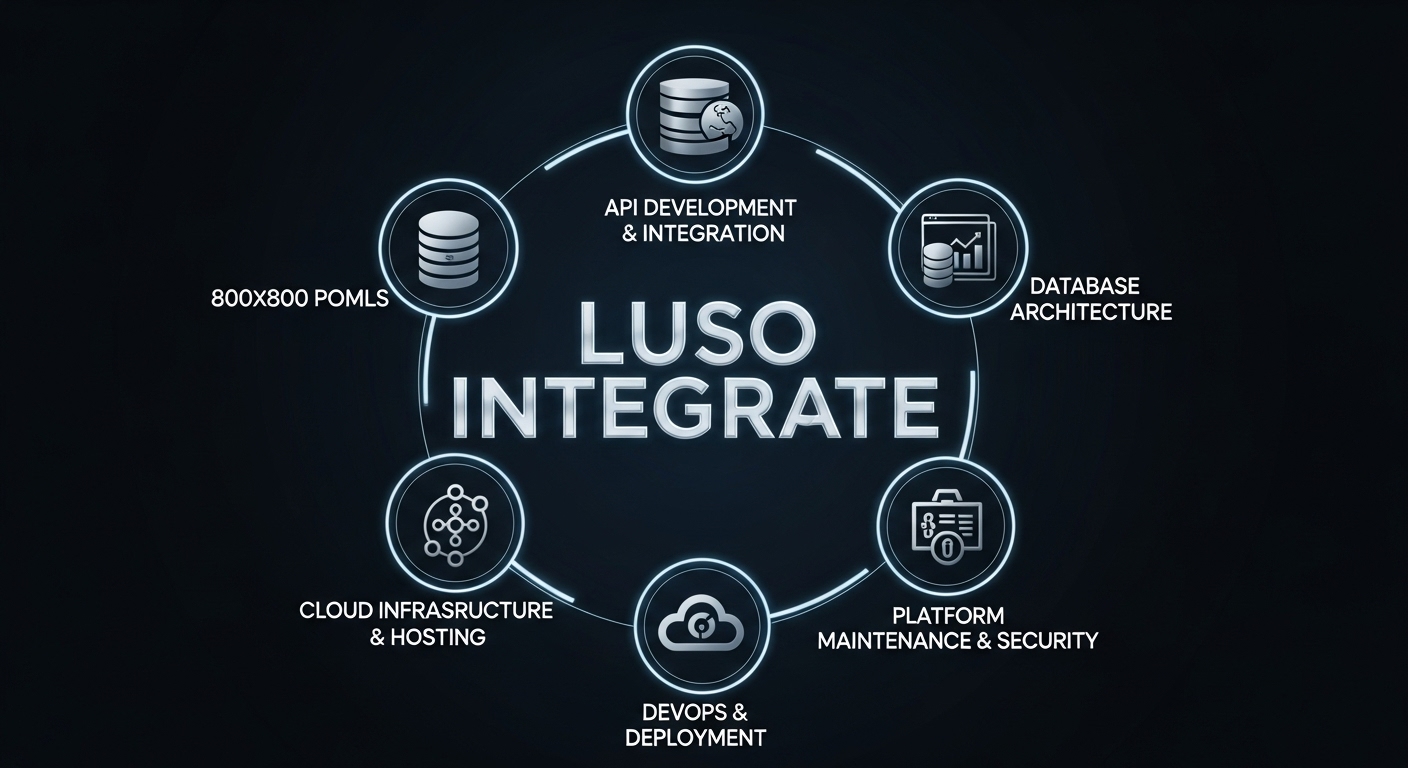 API DEVELOPMENT
& INTEGRATION
800X800 POMLS
DATABASE
ARCHITECTURE
LUSO
INTEGRATE
CLOUD INFRASRUCTURE
& HOSTING
PLATFORM
MAINTENANCE & SECURITY
DEVOPS &
DEPLOYMENT